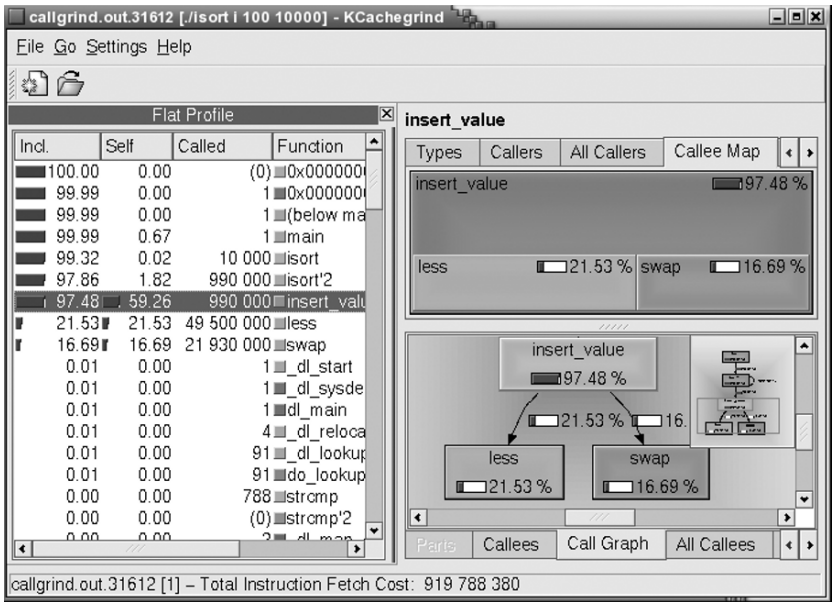 callgrind.out.31612 [./isort i 100 10000] - KCachegrind
File Go Settings Help
Flat Profile
Incl. Self Called Function
100.00 0.00 (0) 0x0000000
99.99 0.00 1 0x0000000
99.99 0.00 1 (below ma
99.99 0.67 1 main
99.32 0.02 10 000 isort
97.86 1.82 990 000 isort'2
97.48 59.26 990 000 insert_valu
21.53 21.53 49 500 000 less
16.69 16.69 21 930 000 swap
0.01 0.00 1 _dl_start
0.01 0.00 1 _dl_sysde
0.01 0.00 1 dl_main
0.01 0.00 4 _dl_reloca
0.01 0.00 91 _dl_lookup
0.01 0.00 91 do_lookup
0.00 0.00 788 strcmp
0.00 0.00 (0) strcmp'2
insert_value
Types Callers All Callers Callee Map
insert_value 97.48 %
less 21.53 % swap 16.69 %
insert_value
97.48 %
21.53 % 16.
less swap
21.53 % 16.69 %
Parts Callees Call Graph All Callees
callgrind.out.31612 [1] – Total Instruction Fetch Cost: 919 788 380